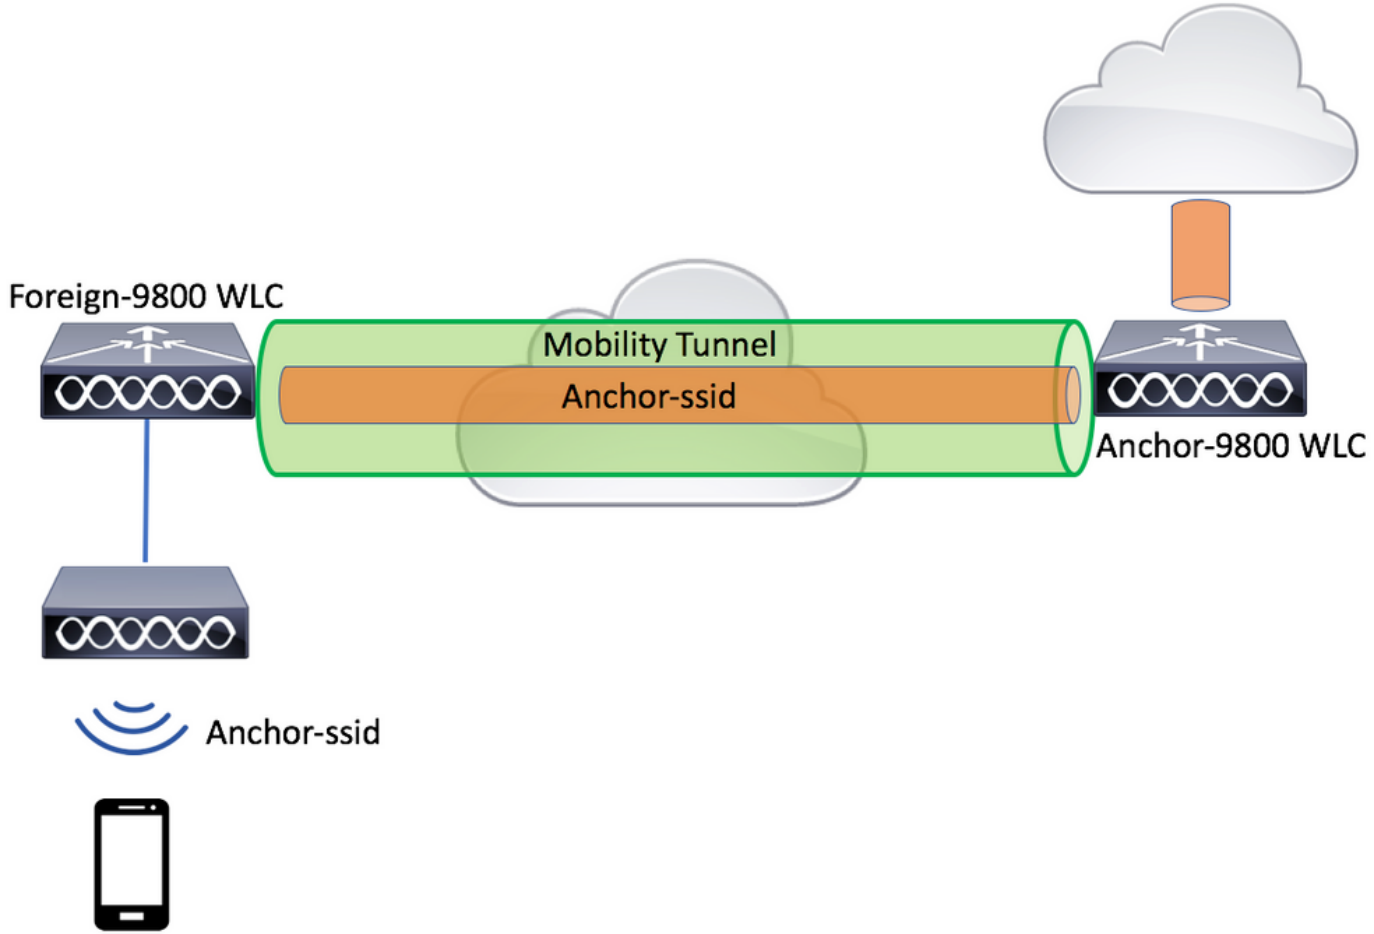 Foreign-9800 WLC
Mobility Tunnel
Anchor-ssid
Anchor-9800 WLC
Anchor-ssid